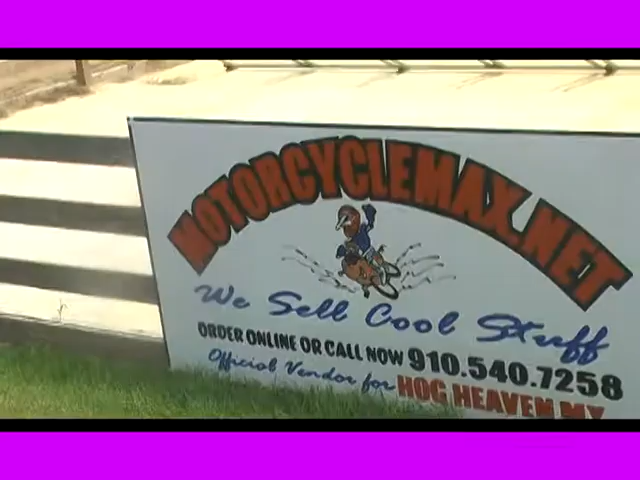 MOTORCYCLEMAX.NET
We Sell Cool Stuff
ORDER ONLINE OR CALL NOW 910.540.7258
Official Vendor for HOG HEAVEN MX